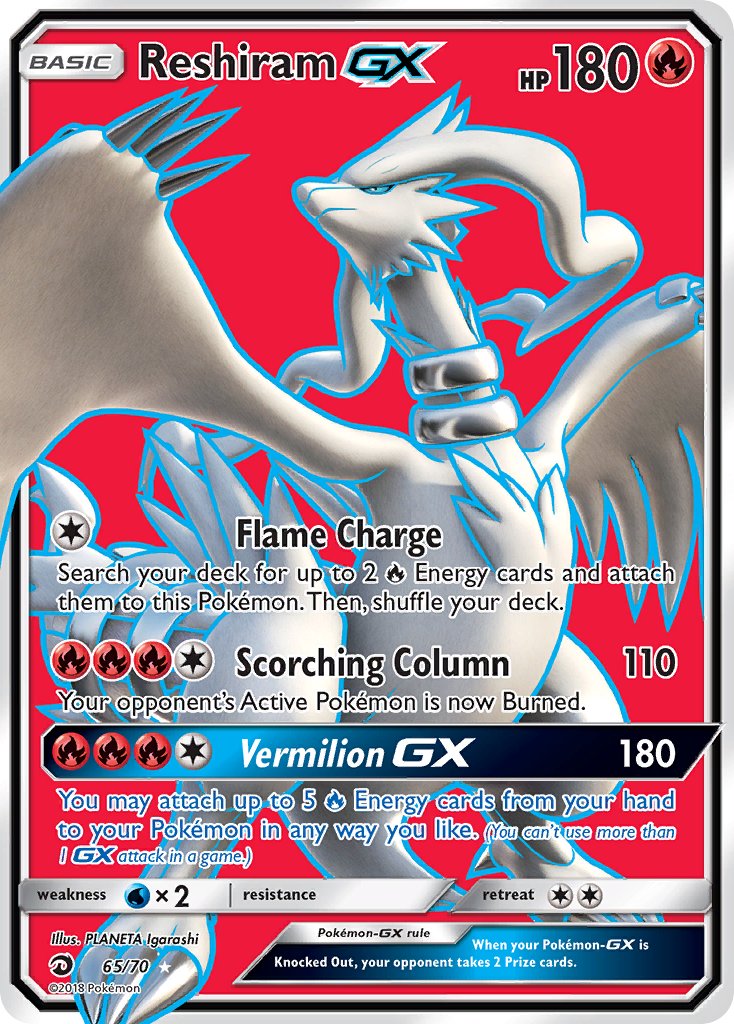 BASIC Reshiram GX HP 180
Flame Charge
Search your deck for up to 2 Energy cards and attach
them to this Pokémon. Then, shuffle your deck.
Scorching Column 110
Your opponent's Active Pokémon is now Burned.
Vermilion GX 180
You may attach up to 5 Energy cards from your hand
to your Pokémon in any way you like. (You can't use more than
1 GX attack in a game.)
weakness ×2 resistance retreat
Illus. PLANETA Igarashi
65/70
©2018 Pokémon
Pokémon-GX rule
When your Pokémon-GX is
Knocked Out, your opponent takes 2 Prize cards.